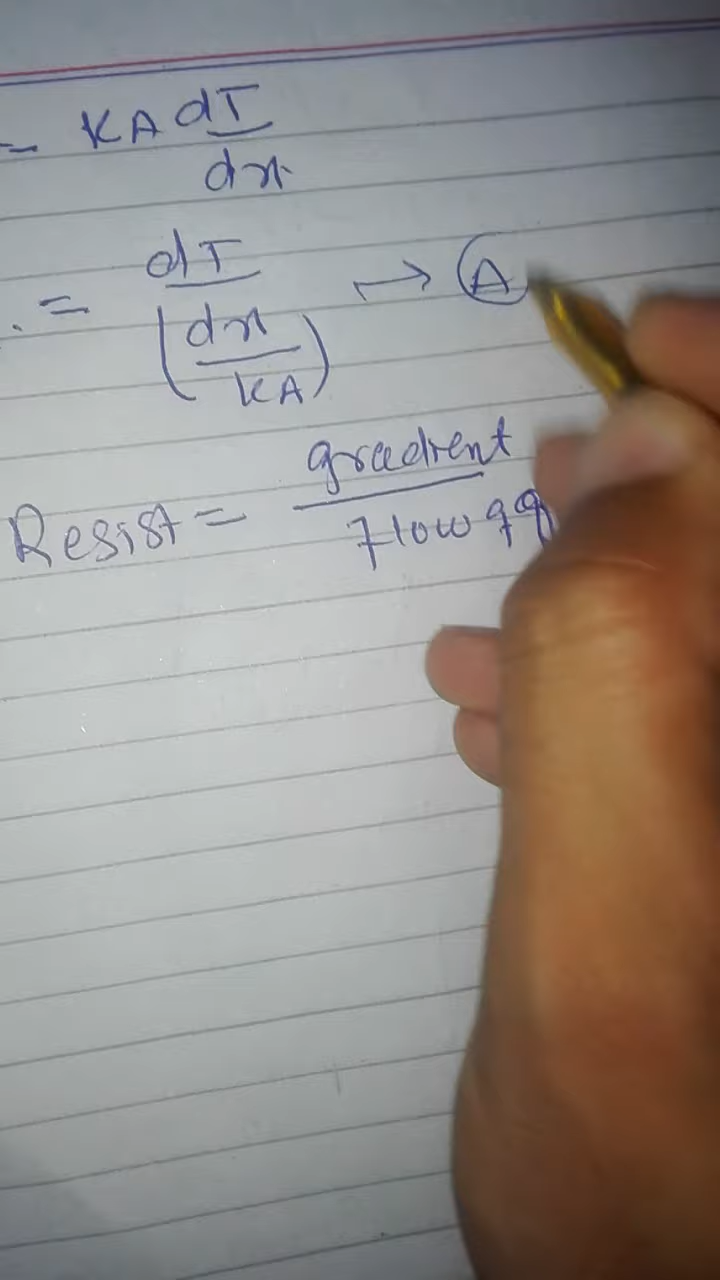 = KA dT/dx
. = dT/(dx/KA) → A
Resist = gradient/Flow